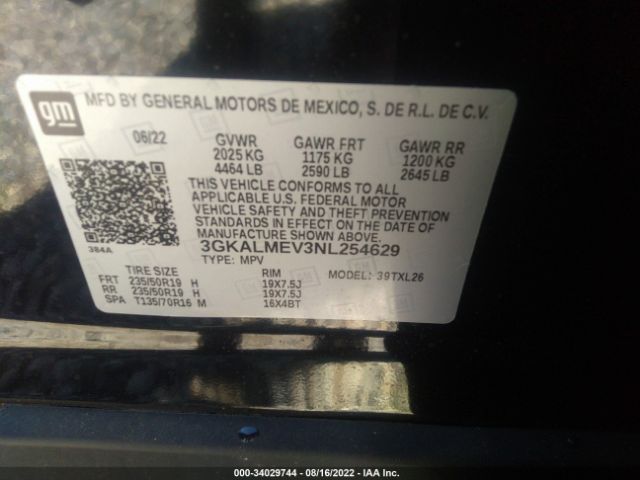 gm
MFD BY GENERAL MOTORS DE MEXICO, S. DE R.L. DE C.V.
06/22 GVWR GAWR FRT GAWR RR
2025 KG 1175 KG 1200 KG
4464 LB 2590 LB 2645 LB
THIS VEHICLE CONFORMS TO ALL
APPLICABLE U.S. FEDERAL MOTOR
VEHICLE SAFETY AND THEFT PREVENTION
STANDARDS IN EFFECT ON THE DATE OF
MANUFACTURE SHOWN ABOVE.
384A 3GKALMEV3NL254629
TYPE: MPV MODEL: 39TXL26
TIRE SIZE RIM
FRT 235/50R19 H 19X7.5J
RR 235/50R19 H 19X7.5J
SPA T135/70R16 M 16X4BT
000-34029744 - 08/16/2022 - IAA Inc.